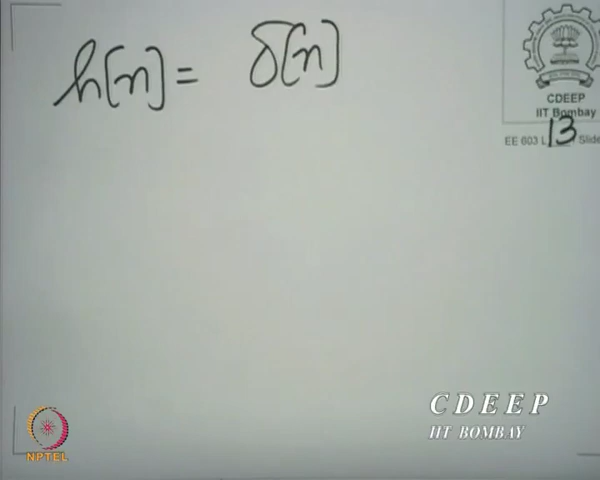 h[n] = δ[n]
CDEEP
IIT Bombay
EE 603 L 13 Slide
CDEEP
IIT BOMBAY
NPTEL